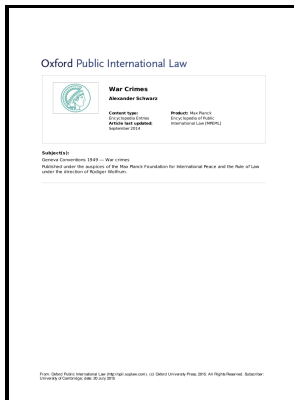 Oxford Public International Law
War Crimes
Alexander Schwarz
Content type:
Encyclopedia Entries
Article last updated:
September 2014
Product: Max Planck
Encyclopedia of Public
International Law [MPEPIL]
Subject(s):
Geneva Conventions 1949 — War crimes
Published under the auspices of the Max Planck Foundation for International Peace and the Rule of Law
under the direction of Rüdiger Wolfrum.
From: Oxford Public International Law (http://opil.ouplaw.com). (c) Oxford University Press, 2015. All Rights Reserved. Subscriber:
University of Cambridge; date: 30 July 2015